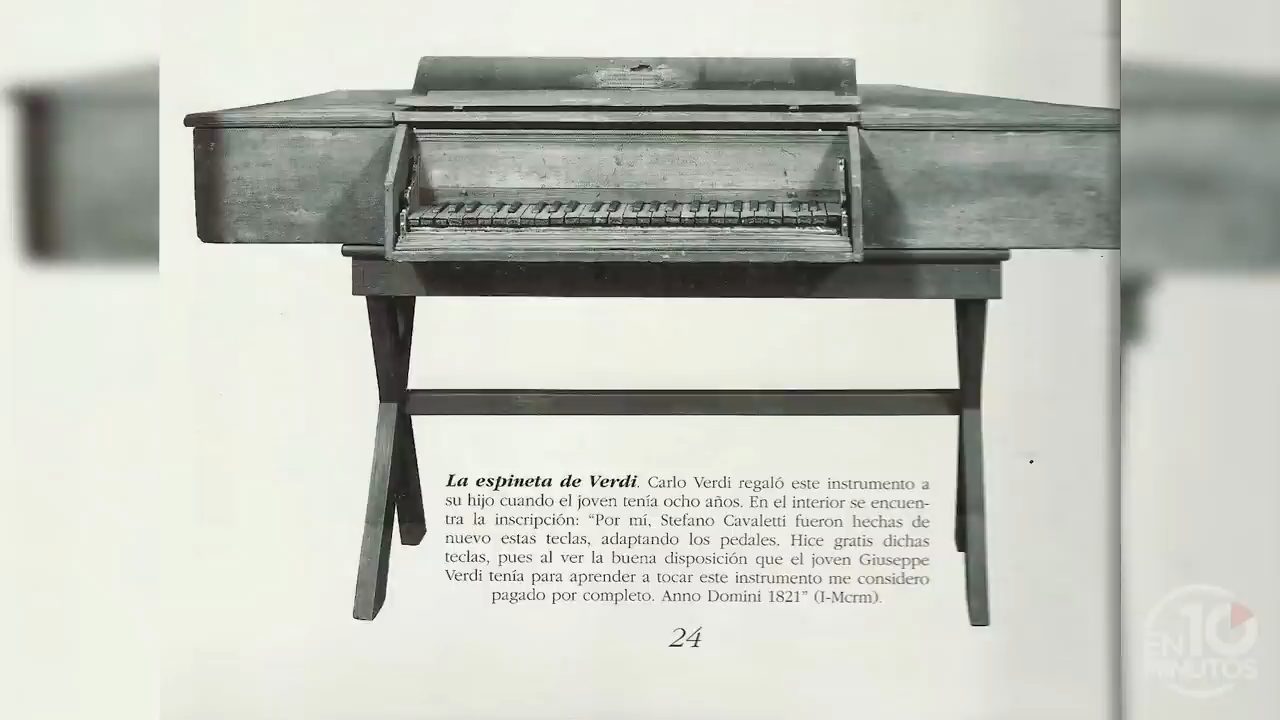 La espineta de Verdi. Carlo Verdi regaló este instrumento a
su hijo cuando el joven tenía ocho años. En el interior se encuen-
tra la inscripción: “Por mí, Stefano Cavaletti fueron hechas de
nuevo estas teclas, adaptando los pedales. Hice gratis dichas
teclas, pues al ver la buena disposición que el joven Giuseppe
Verdi tenía para aprender a tocar este instrumento me considero
pagado por completo. Anno Domini 1821” (I-Mcrm).
24
EN 10
MINUTOS